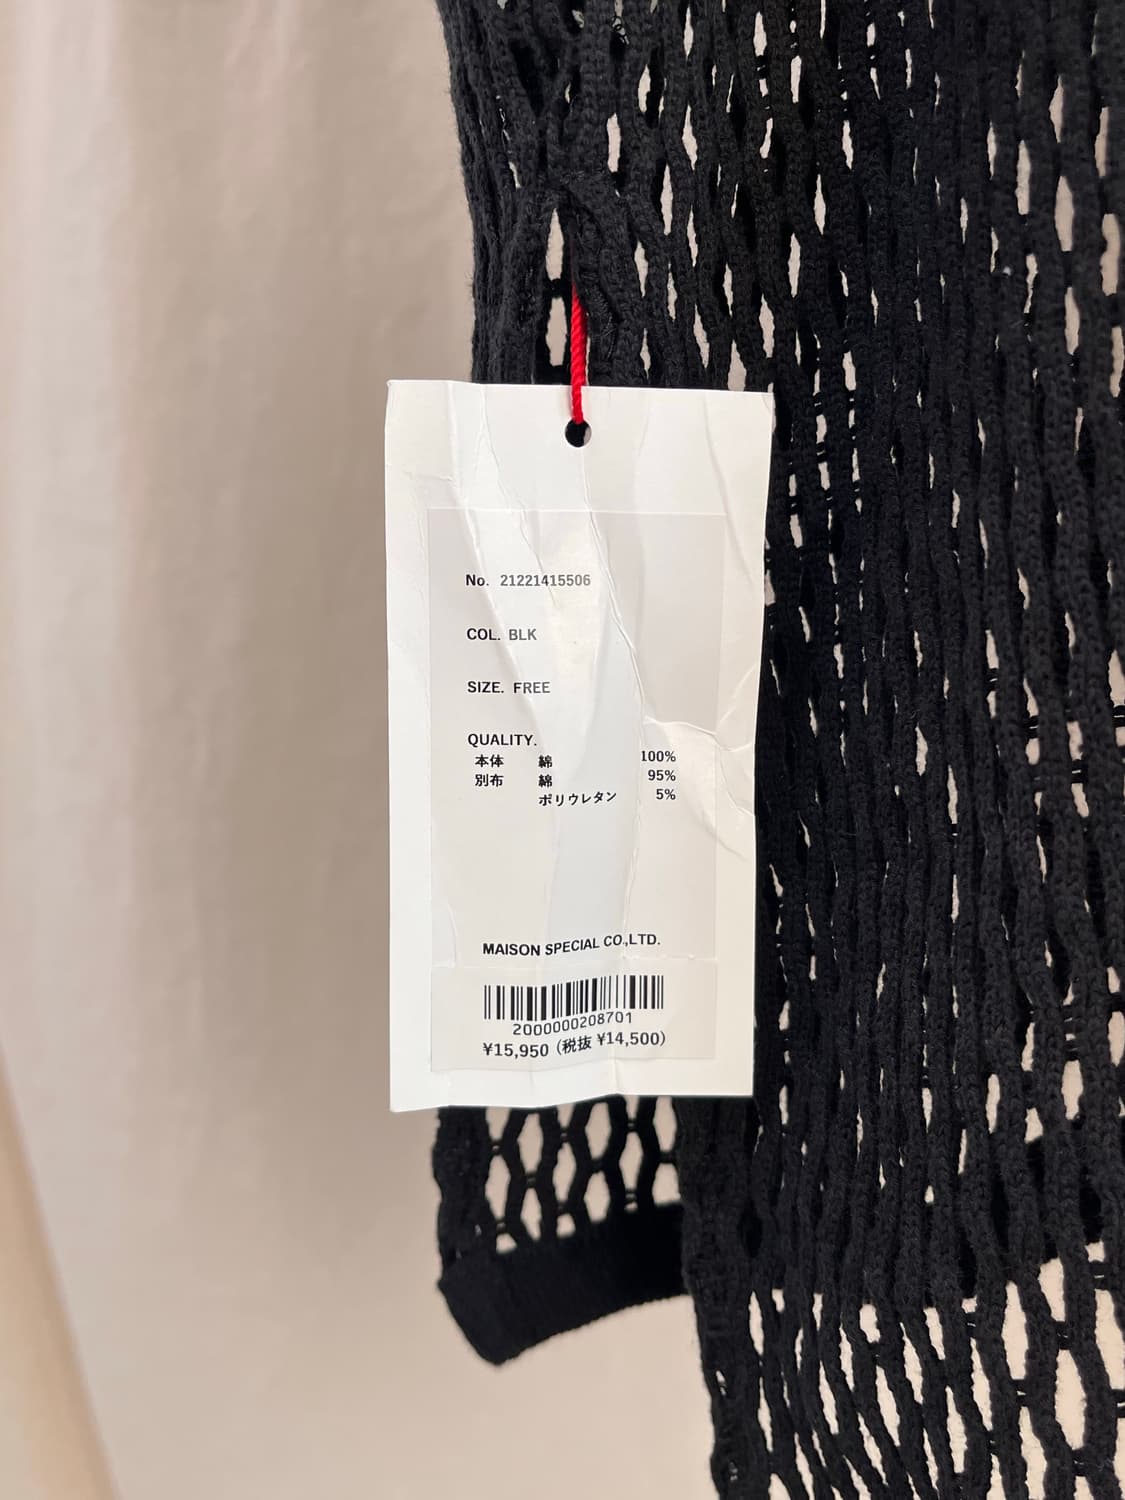 No. 21221415506
COL. BLK
SIZE. FREE
QUALITY.
本体 綿 100%
別布 綿 95%
ポリウレタン 5%
MAISON SPECIAL CO.,LTD.
2000000208701
¥15,950 (税抜 ¥14,500)